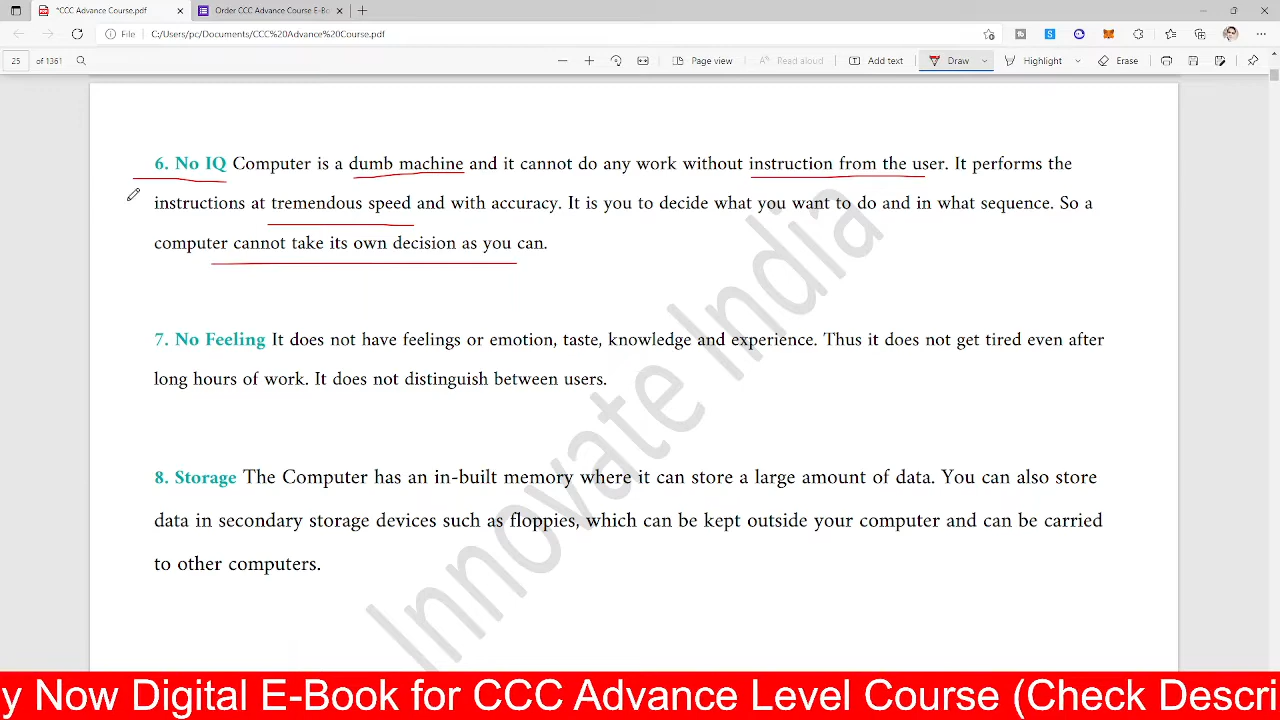 *CCC Advance Course.pdf
Order CCC Advance Course E-Bo
File C:/Users/pc/Documents/CCC%20Advance%20Course.pdf
25 of 1361 Page view Read aloud Add text Draw Highlight Erase
6. No IQ Computer is a dumb machine and it cannot do any work without instruction from the user. It performs the
instructions at tremendous speed and with accuracy. It is you to decide what you want to do and in what sequence. So a
computer cannot take its own decision as you can.
7. No Feeling It does not have feelings or emotion, taste, knowledge and experience. Thus it does not get tired even after
long hours of work. It does not distinguish between users.
8. Storage The Computer has an in-built memory where it can store a large amount of data. You can also store
data in secondary storage devices such as floppies, which can be kept outside your computer and can be carried
to other computers.
Innovate India
y Now Digital E-Book for CCC Advance Level Course (Check Descri